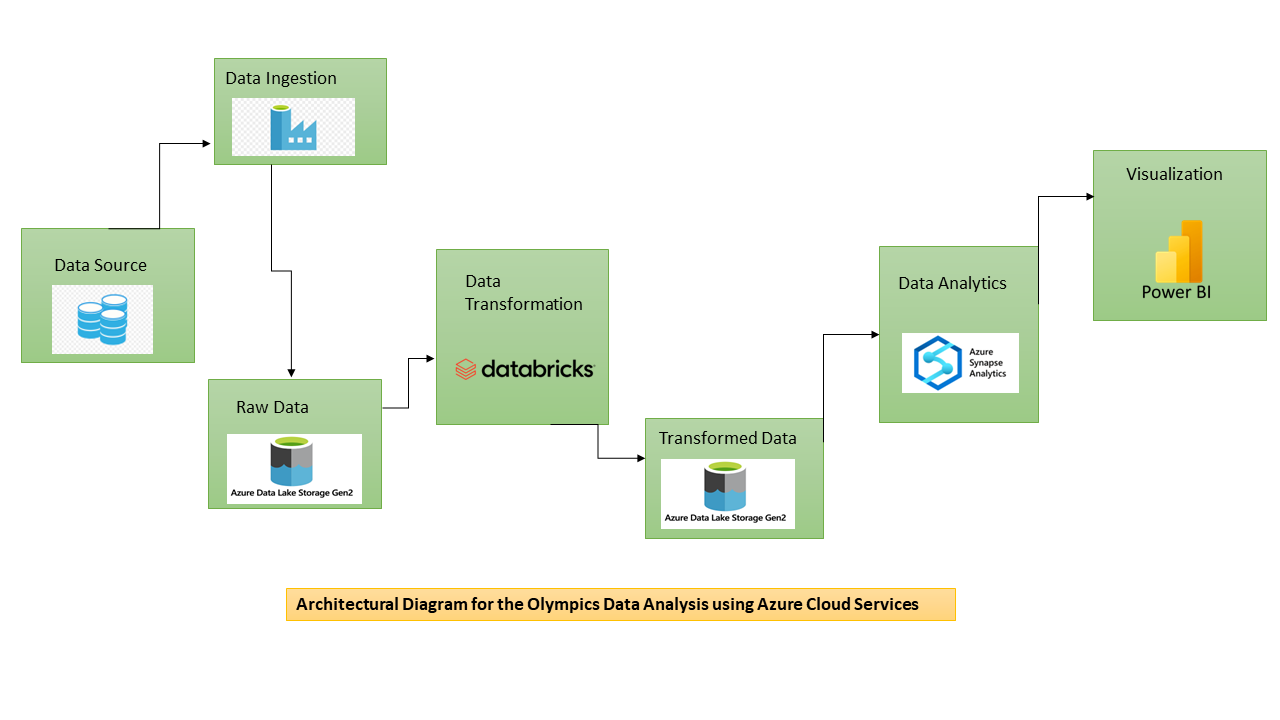 Data Ingestion
Data Source
Raw Data
Azure Data Lake Storage Gen2
Data
Transformation
databricks
Transformed Data
Azure Data Lake Storage Gen2
Data Analytics
Azure
Synapse
Analytics
Visualization
Power BI
Architectural Diagram for the Olympics Data Analysis using Azure Cloud Services